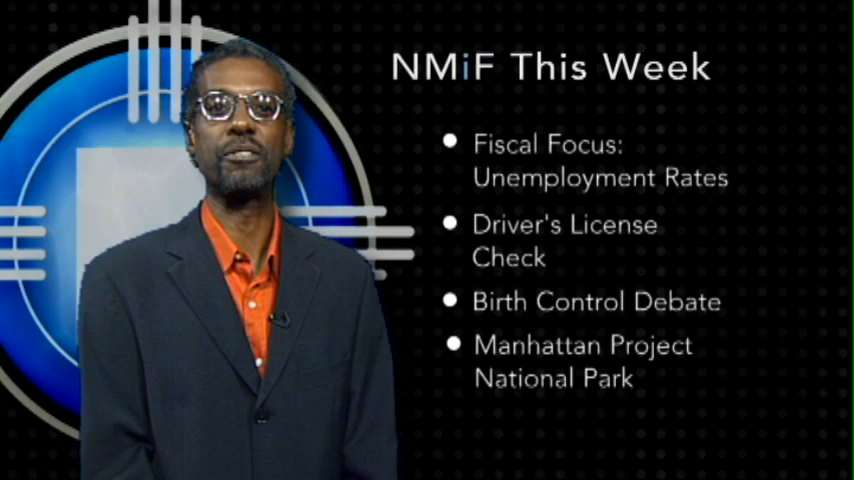 NMiF This Week
Fiscal Focus:
Unemployment Rates
Driver's License
Check
Birth Control Debate
Manhattan Project
National Park